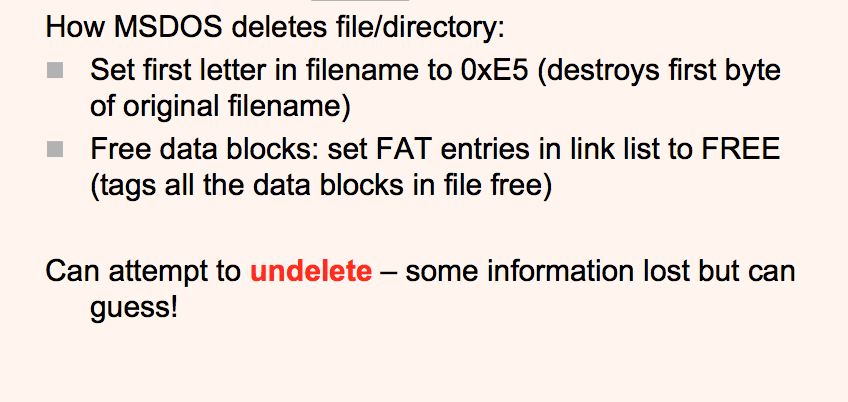 How MSDOS deletes file/directory:
■ Set first letter in filename to 0xE5 (destroys first byte
of original filename)
■ Free data blocks: set FAT entries in link list to FREE
(tags all the data blocks in file free)
Can attempt to undelete – some information lost but can
guess!